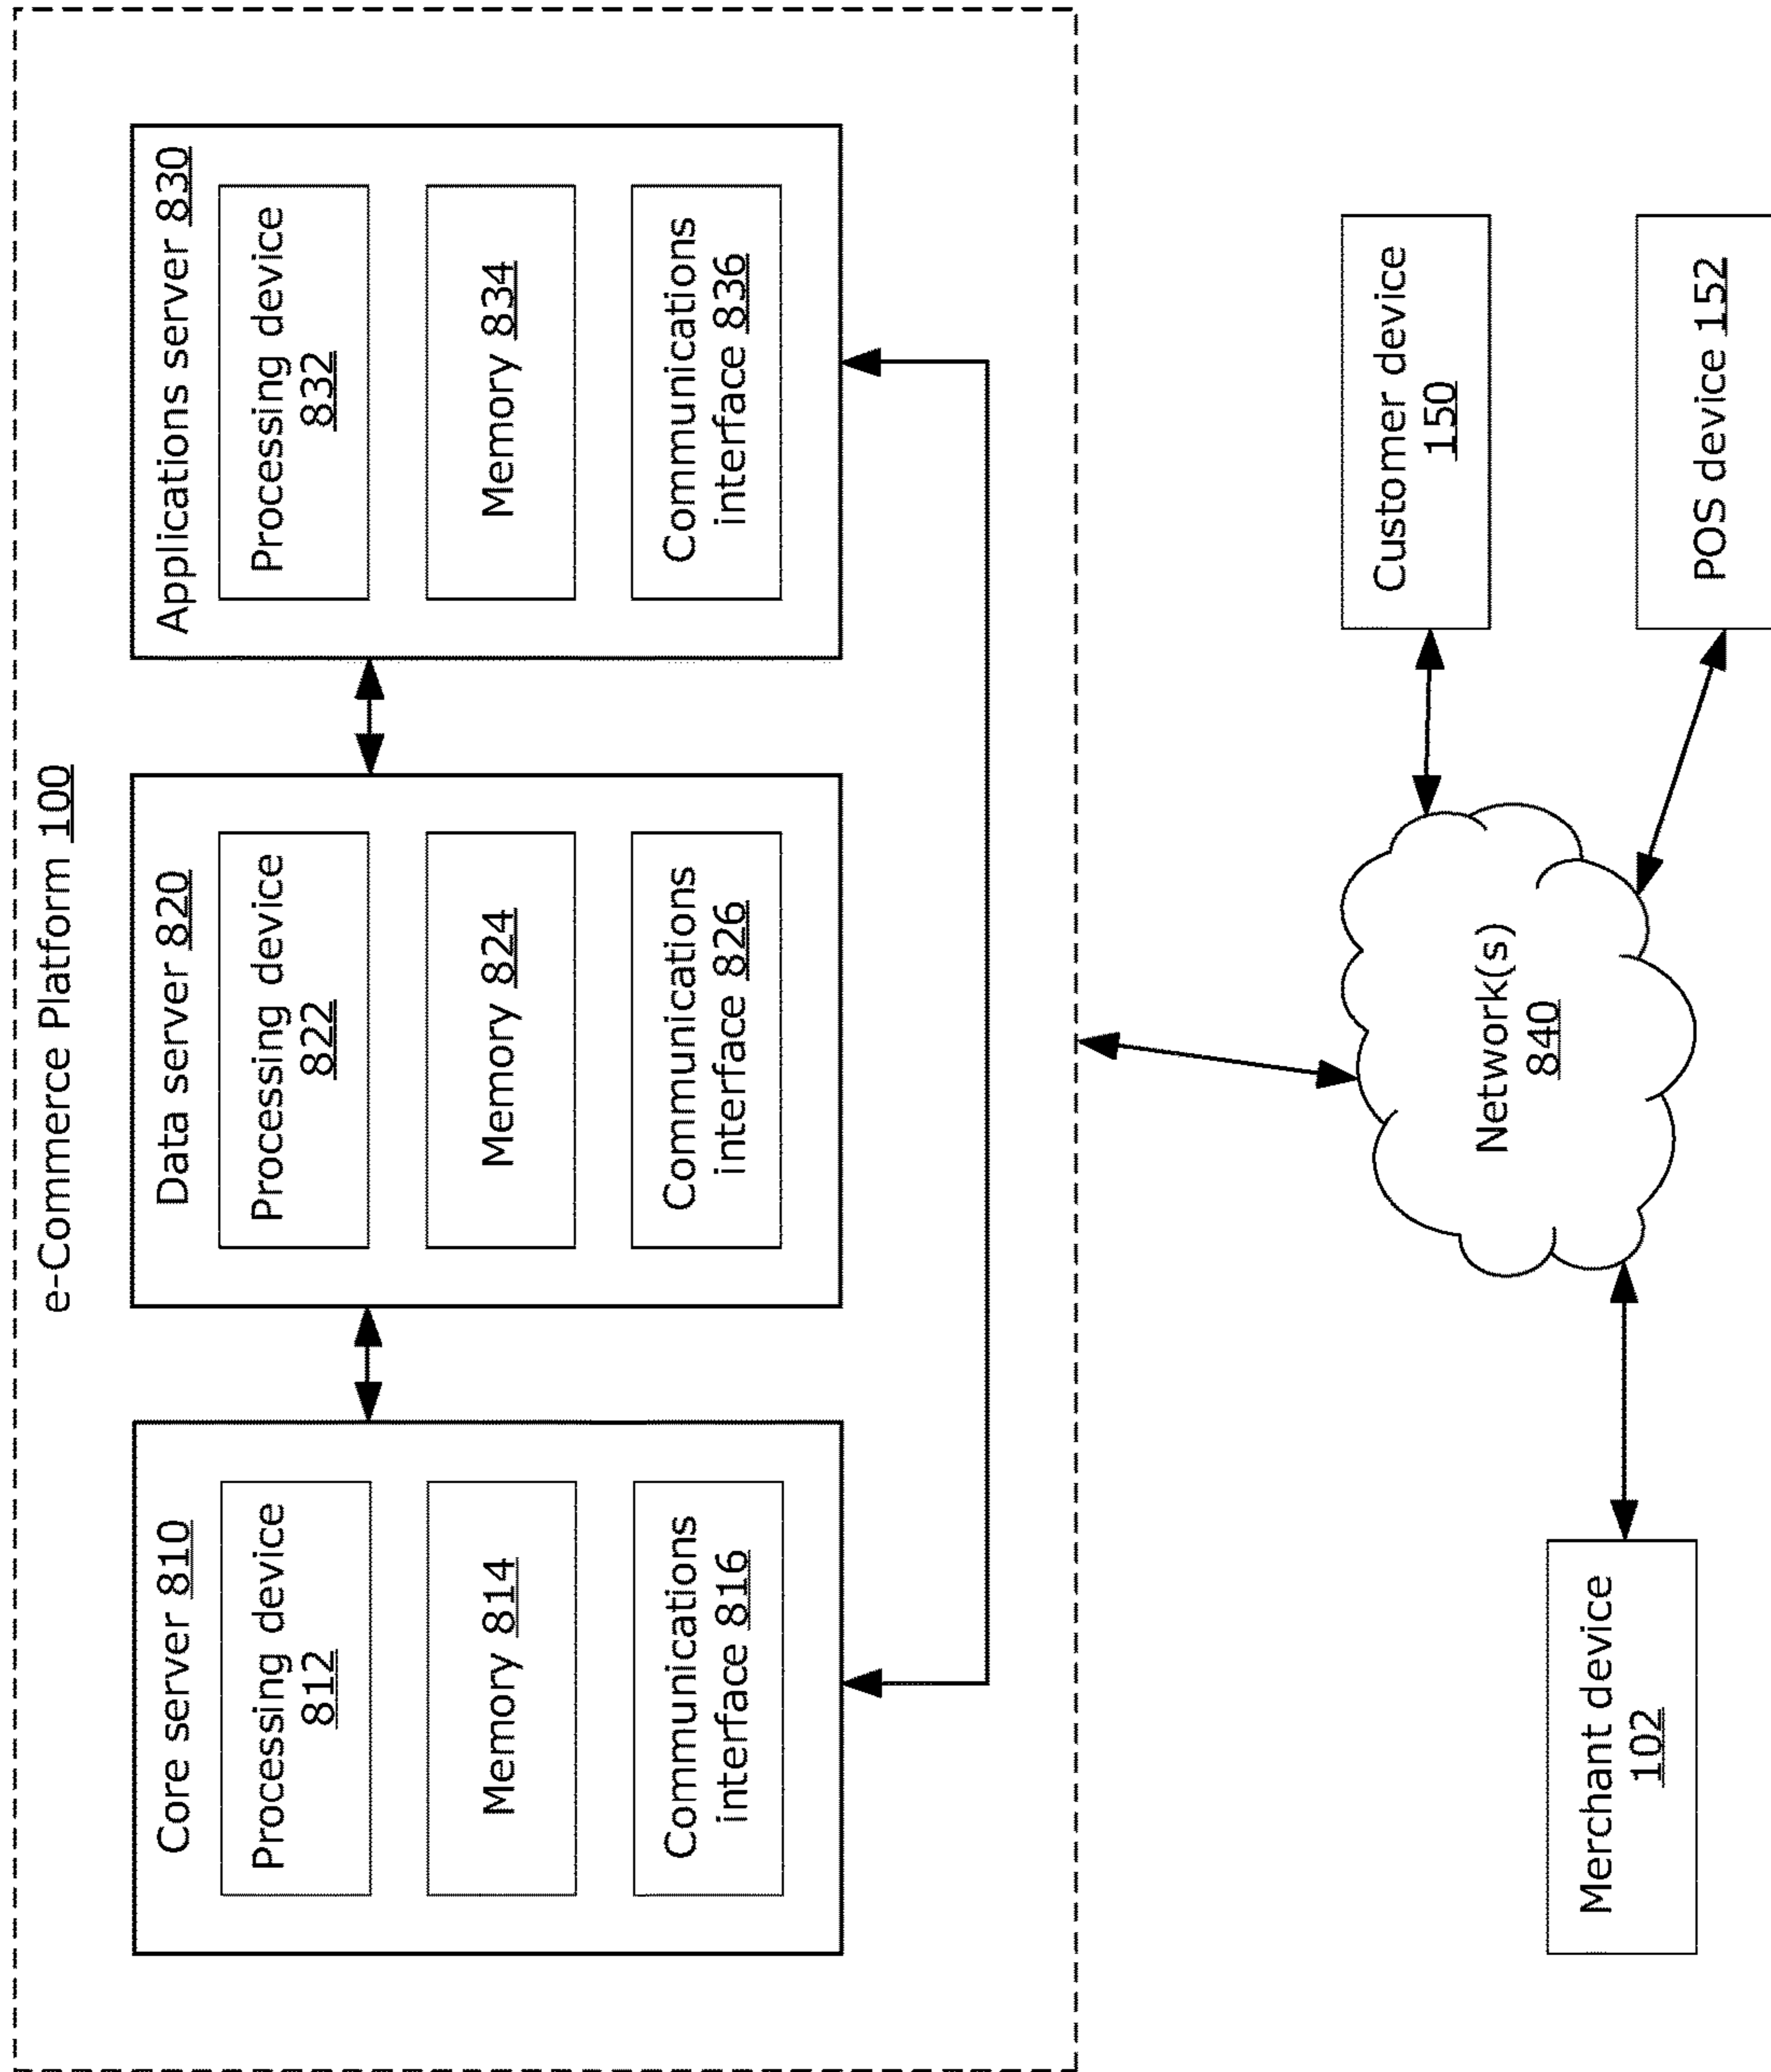 e-Commerce Platform 100
Core server 810
Processing device
812
Memory 814
Communications
interface 816
Data server 820
Processing device
822
Memory 824
Communications
interface 826
Applications server 830
Processing device
832
Memory 834
Communications
interface 836
Network(s)
840
Merchant device
102
Customer device
150
POS device 152